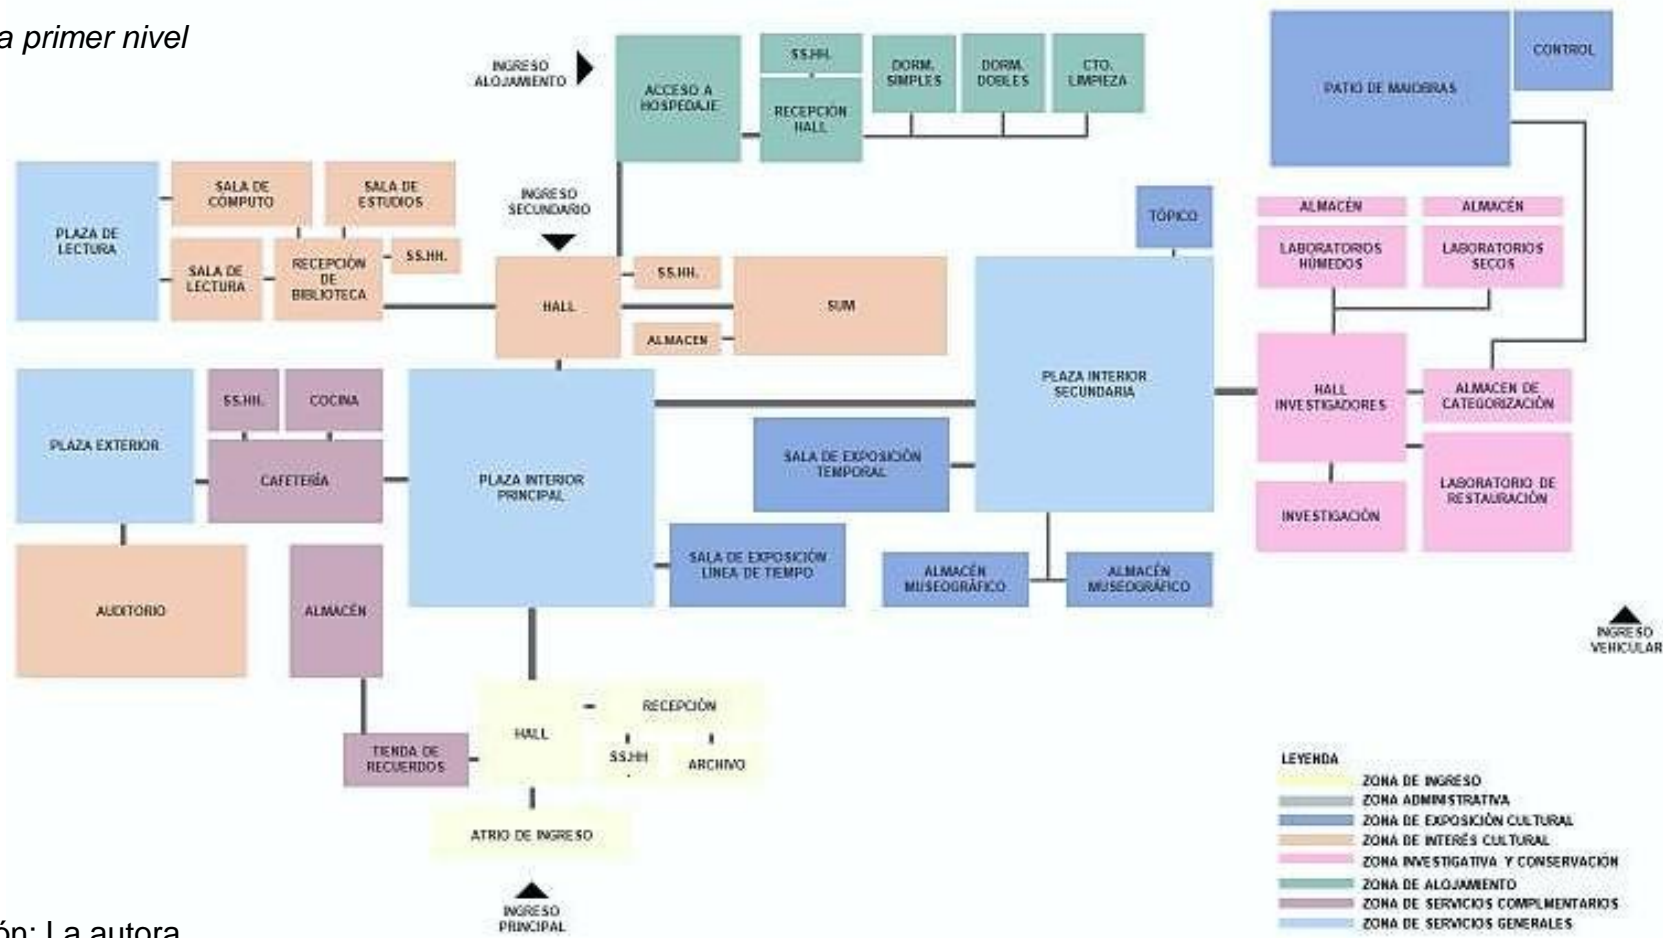 a primer nivel
INGRESO
ALOJAMIENTO
ACCESO A
HOSPEDAJE
SS.HH.
RECEPCIÓN
HALL
DORM.
SIMPLES
DORM.
DOBLES
CTO.
LIMPIEZA
PATIO DE MAIOBRAS
CONTROL
PLAZA DE
LECTURA
SALA DE
CÓMPUTO
SALA DE
ESTUDIOS
SALA DE
LECTURA
RECEPCIÓN
DE
BIBLIOTECA
SS.HH.
INGRESO
SECUNDARIO
HALL
SS.HH.
ALMACEN
SUM
TÓPICO
ALMACÉN
LABORATORIOS
HÚMEDOS
ALMACÉN
LABORATORIOS
SECOS
PLAZA EXTERIOR
SS.HH.
COCINA
CAFETERÍA
PLAZA INTERIOR
PRINCIPAL
PLAZA INTERIOR
SECUNDARIA
HALL
INVESTIGADORES
ALMACEN DE
CATEGORIZACIÓN
SALA DE EXPOSICIÓN
TEMPORAL
LABORATORIO DE
RESTAURACIÓN
INVESTIGACIÓN
AUDITORIO
ALMACÉN
SALA DE EXPOSICIÓN
LINEA DE TIEMPO
ALMACÉN
MUSEOGRÁFICO
ALMACÉN
MUSEOGRÁFICO
INGRESO
VEHICULAR
HALL
RECEPCIÓN
SS.HH
.
ARCHIVO
TIENDA DE
RECUERDOS
ATRIO DE INGRESO
INGRESO
PRINCIPAL
LEYENDA
ZONA DE INGRESO
ZONA ADMINISTRATIVA
ZONA DE EXPOSICIÓN CULTURAL
ZONA DE INTERÉS CULTURAL
ZONA INVESTIGATIVA Y CONSERVACIÓN
ZONA DE ALOJAMIENTO
ZONA DE SERVICIOS COMPLMENTARIOS
ZONA DE SERVICIOS GENERALES
ón: La autora